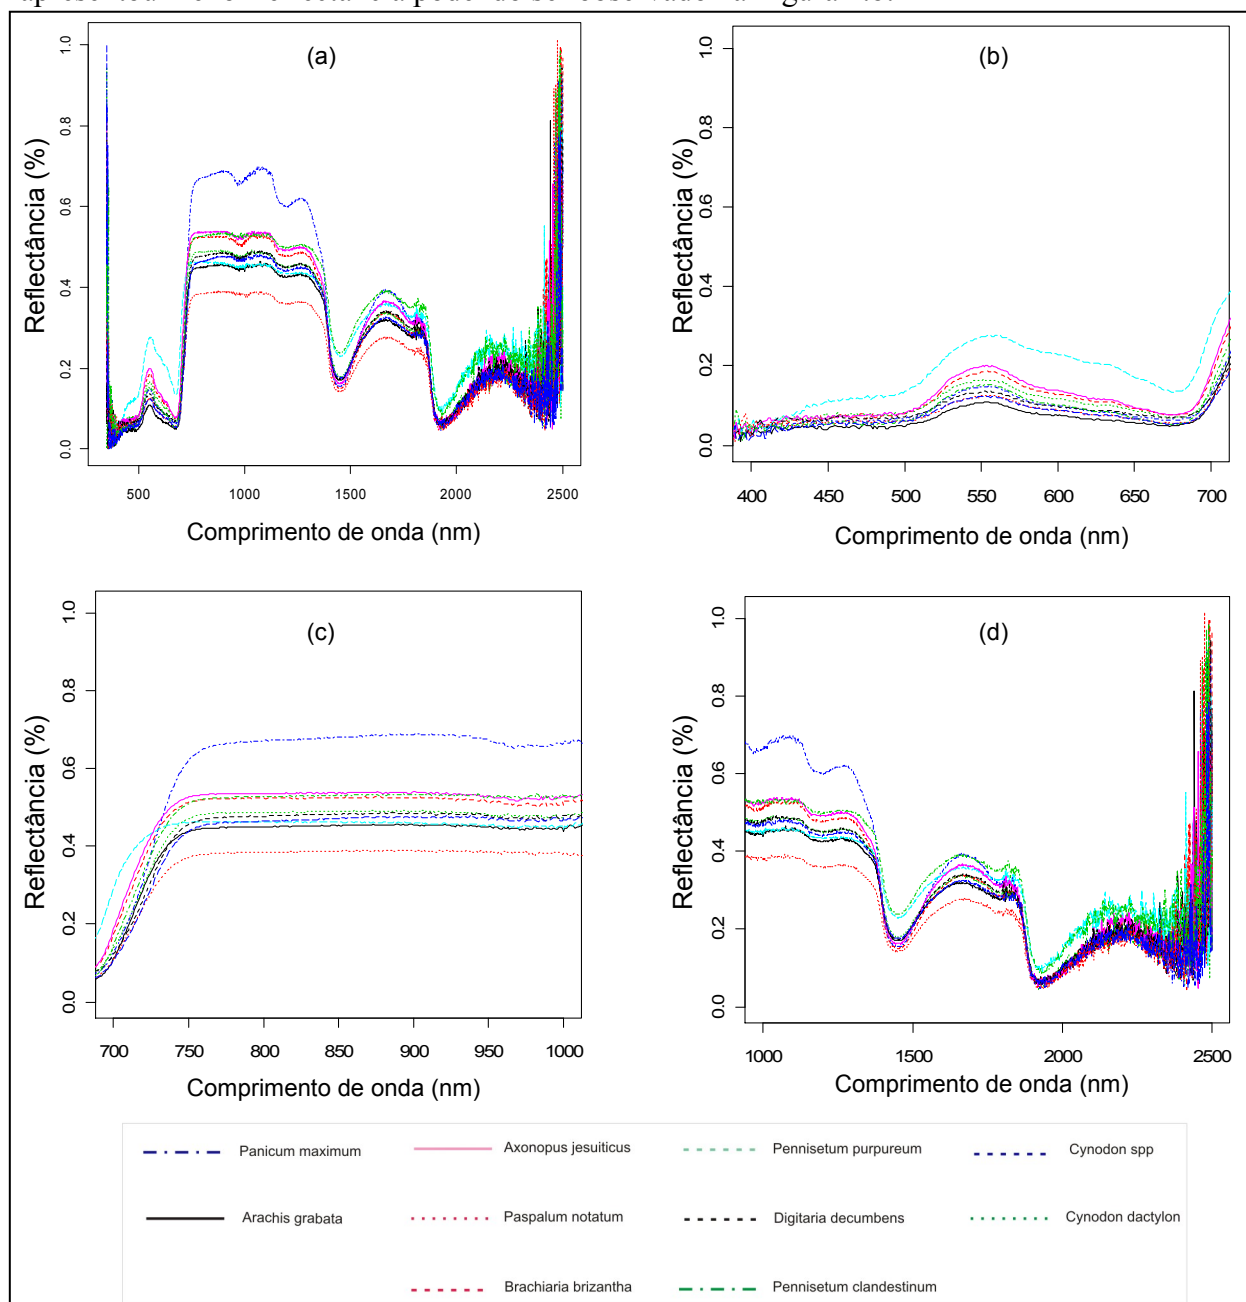 (a)
Reflectância (%)
0.0 0.2 0.4 0.6 0.8 1.0
500 1000 1500 2000 2500
Comprimento de onda (nm)
(b)
Reflectância (%)
0.0 0.2 0.4 0.6 0.8 1.0
400 450 500 550 600 650 700
Comprimento de onda (nm)
(c)
Reflectância (%)
0.0 0.2 0.4 0.6 0.8 1.0
700 750 800 850 900 950 1000
Comprimento de onda (nm)
(d)
Reflectância (%)
0.0 0.2 0.4 0.6 0.8 1.0
1000 1500 2000 2500
Comprimento de onda (nm)
Panicum maximum Axonopus jesuiticus Pennisetum purpureum Cynodon spp
Arachis grabata Paspalum notatum Digitaria decumbens Cynodon dactylon
Brachiaria brizantha Pennisetum clandestinum